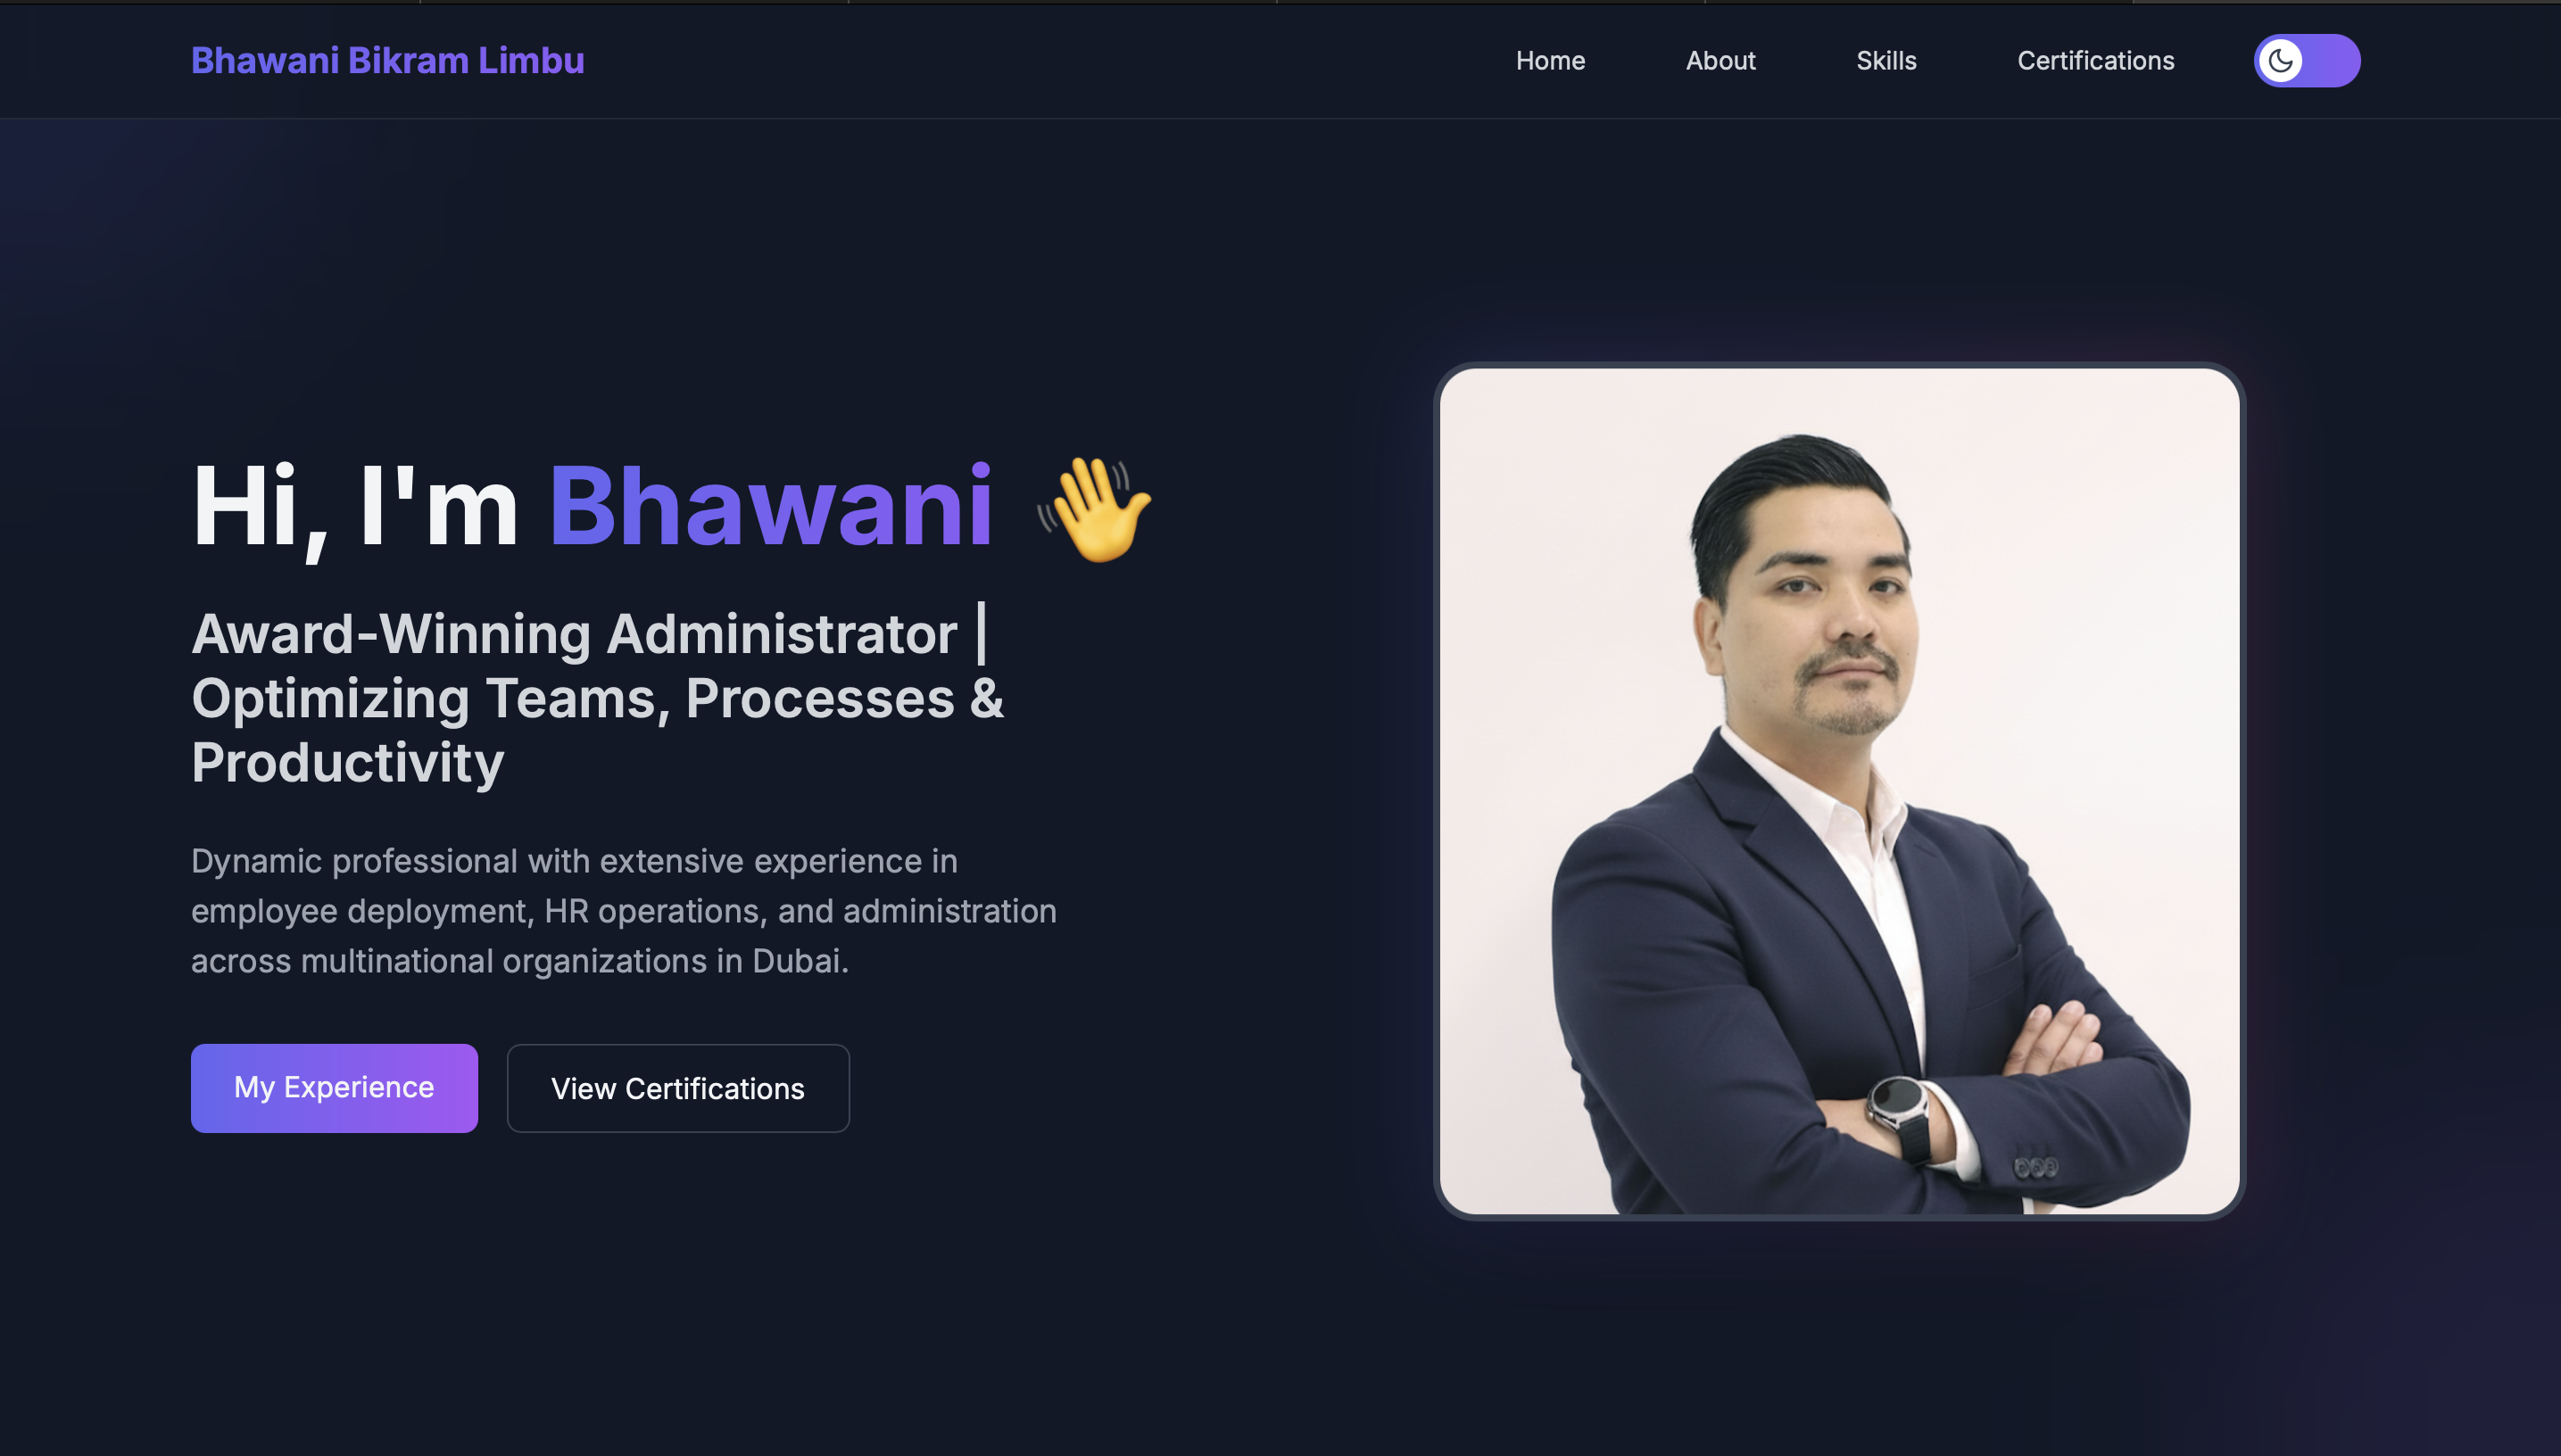 Bhawani Bikram Limbu
Home
About
Skills
Certifications
Hi, I'm Bhawani 👋
Award-Winning Administrator |
Optimizing Teams, Processes &
Productivity
Dynamic professional with extensive experience in
employee deployment, HR operations, and administration
across multinational organizations in Dubai.
My Experience
View Certifications